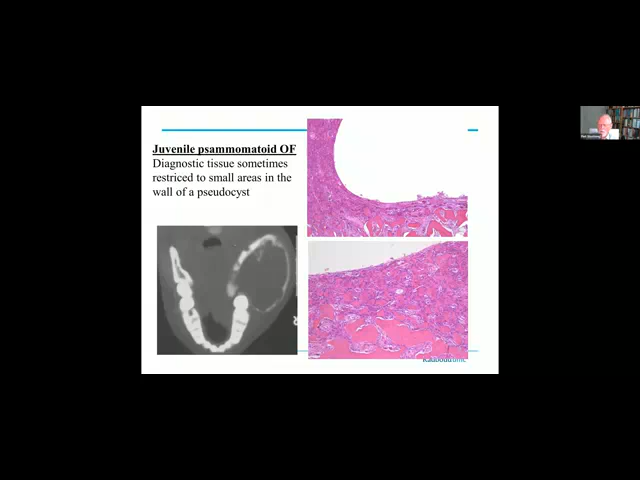 Juvenile psammomatoid OF
Diagnostic tissue sometimes
restriced to small areas in the
wall of a pseudocyst